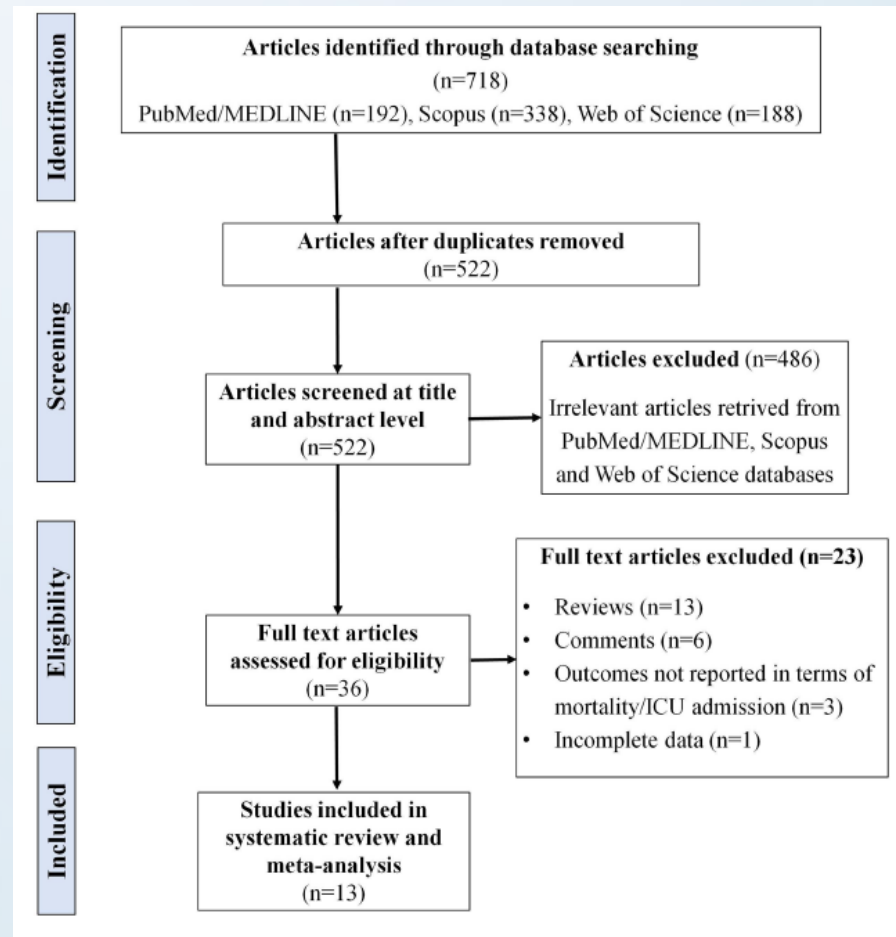 Identification
Articles identified through database searching
(n=718)
PubMed/MEDLINE (n=192), Scopus (n=338), Web of Science (n=188)
Screening
Articles after duplicates removed
(n=522)
Articles screened at title
and abstract level
(n=522)
Articles excluded (n=486)
Irrelevant articles retrived from
PubMed/MEDLINE, Scopus
and Web of Science databases
Eligibility
Full text articles
assessed for eligibility
(n=36)
Full text articles excluded (n=23)
• Reviews (n=13)
• Comments (n=6)
• Outcomes not reported in terms of
mortality/ICU admission (n=3)
• Incomplete data (n=1)
Included
Studies included in
systematic review and
meta-analysis
(n=13)